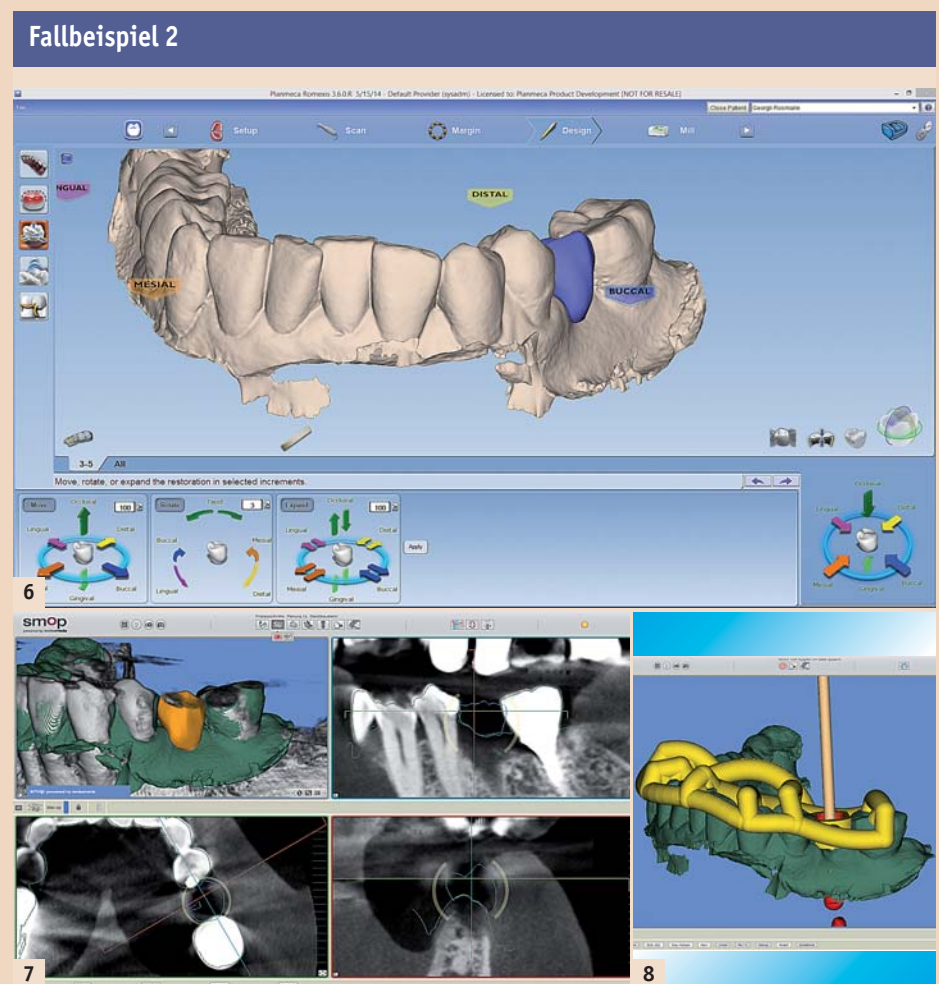 Fallbeispiel 2
Planmeca Romexis 3.6.0.R 5/15/14 - Default Provider (sysadm) - Licensed to: Planmeca Product Development [NOT FOR RESALE]
Close Patient
Setup
Scan
Margin
Design
Mill
NGUAL
DISTAL
MESIAL
BUCCAL
3-5
All
Move, rotate, or expand the restoration in selected increments.
Move
Occlusal
100
Lingual
Distal
Mesial
Buccal
Gingival
Rotate
3
Buccal
Mesial
Lingual
Distal
Expand
Occlusal
100
Lingual
Distal
Mesial
Buccal
Gingival
Apply
Occlusal
Lingual
Distal
Mesial
Buccal
Gingival
6
smop
7
8